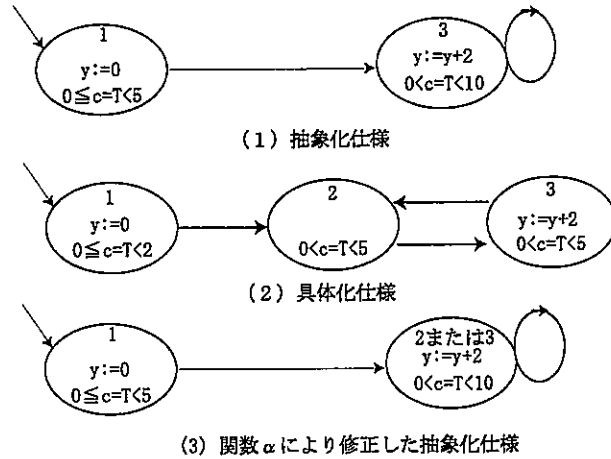 1
y:=0
0≦c=T<5
3
y:=y+2
0<c=T<10
(1) 抽象化仕様
1
y:=0
0≦c=T<2
2
0<c=T<5
3
y:=y+2
0<c=T<5
(2) 具体化仕様
1
y:=0
0≦c=T<5
2または3
y:=y+2
0<c=T<10
(3) 関数αにより修正した抽象化仕様